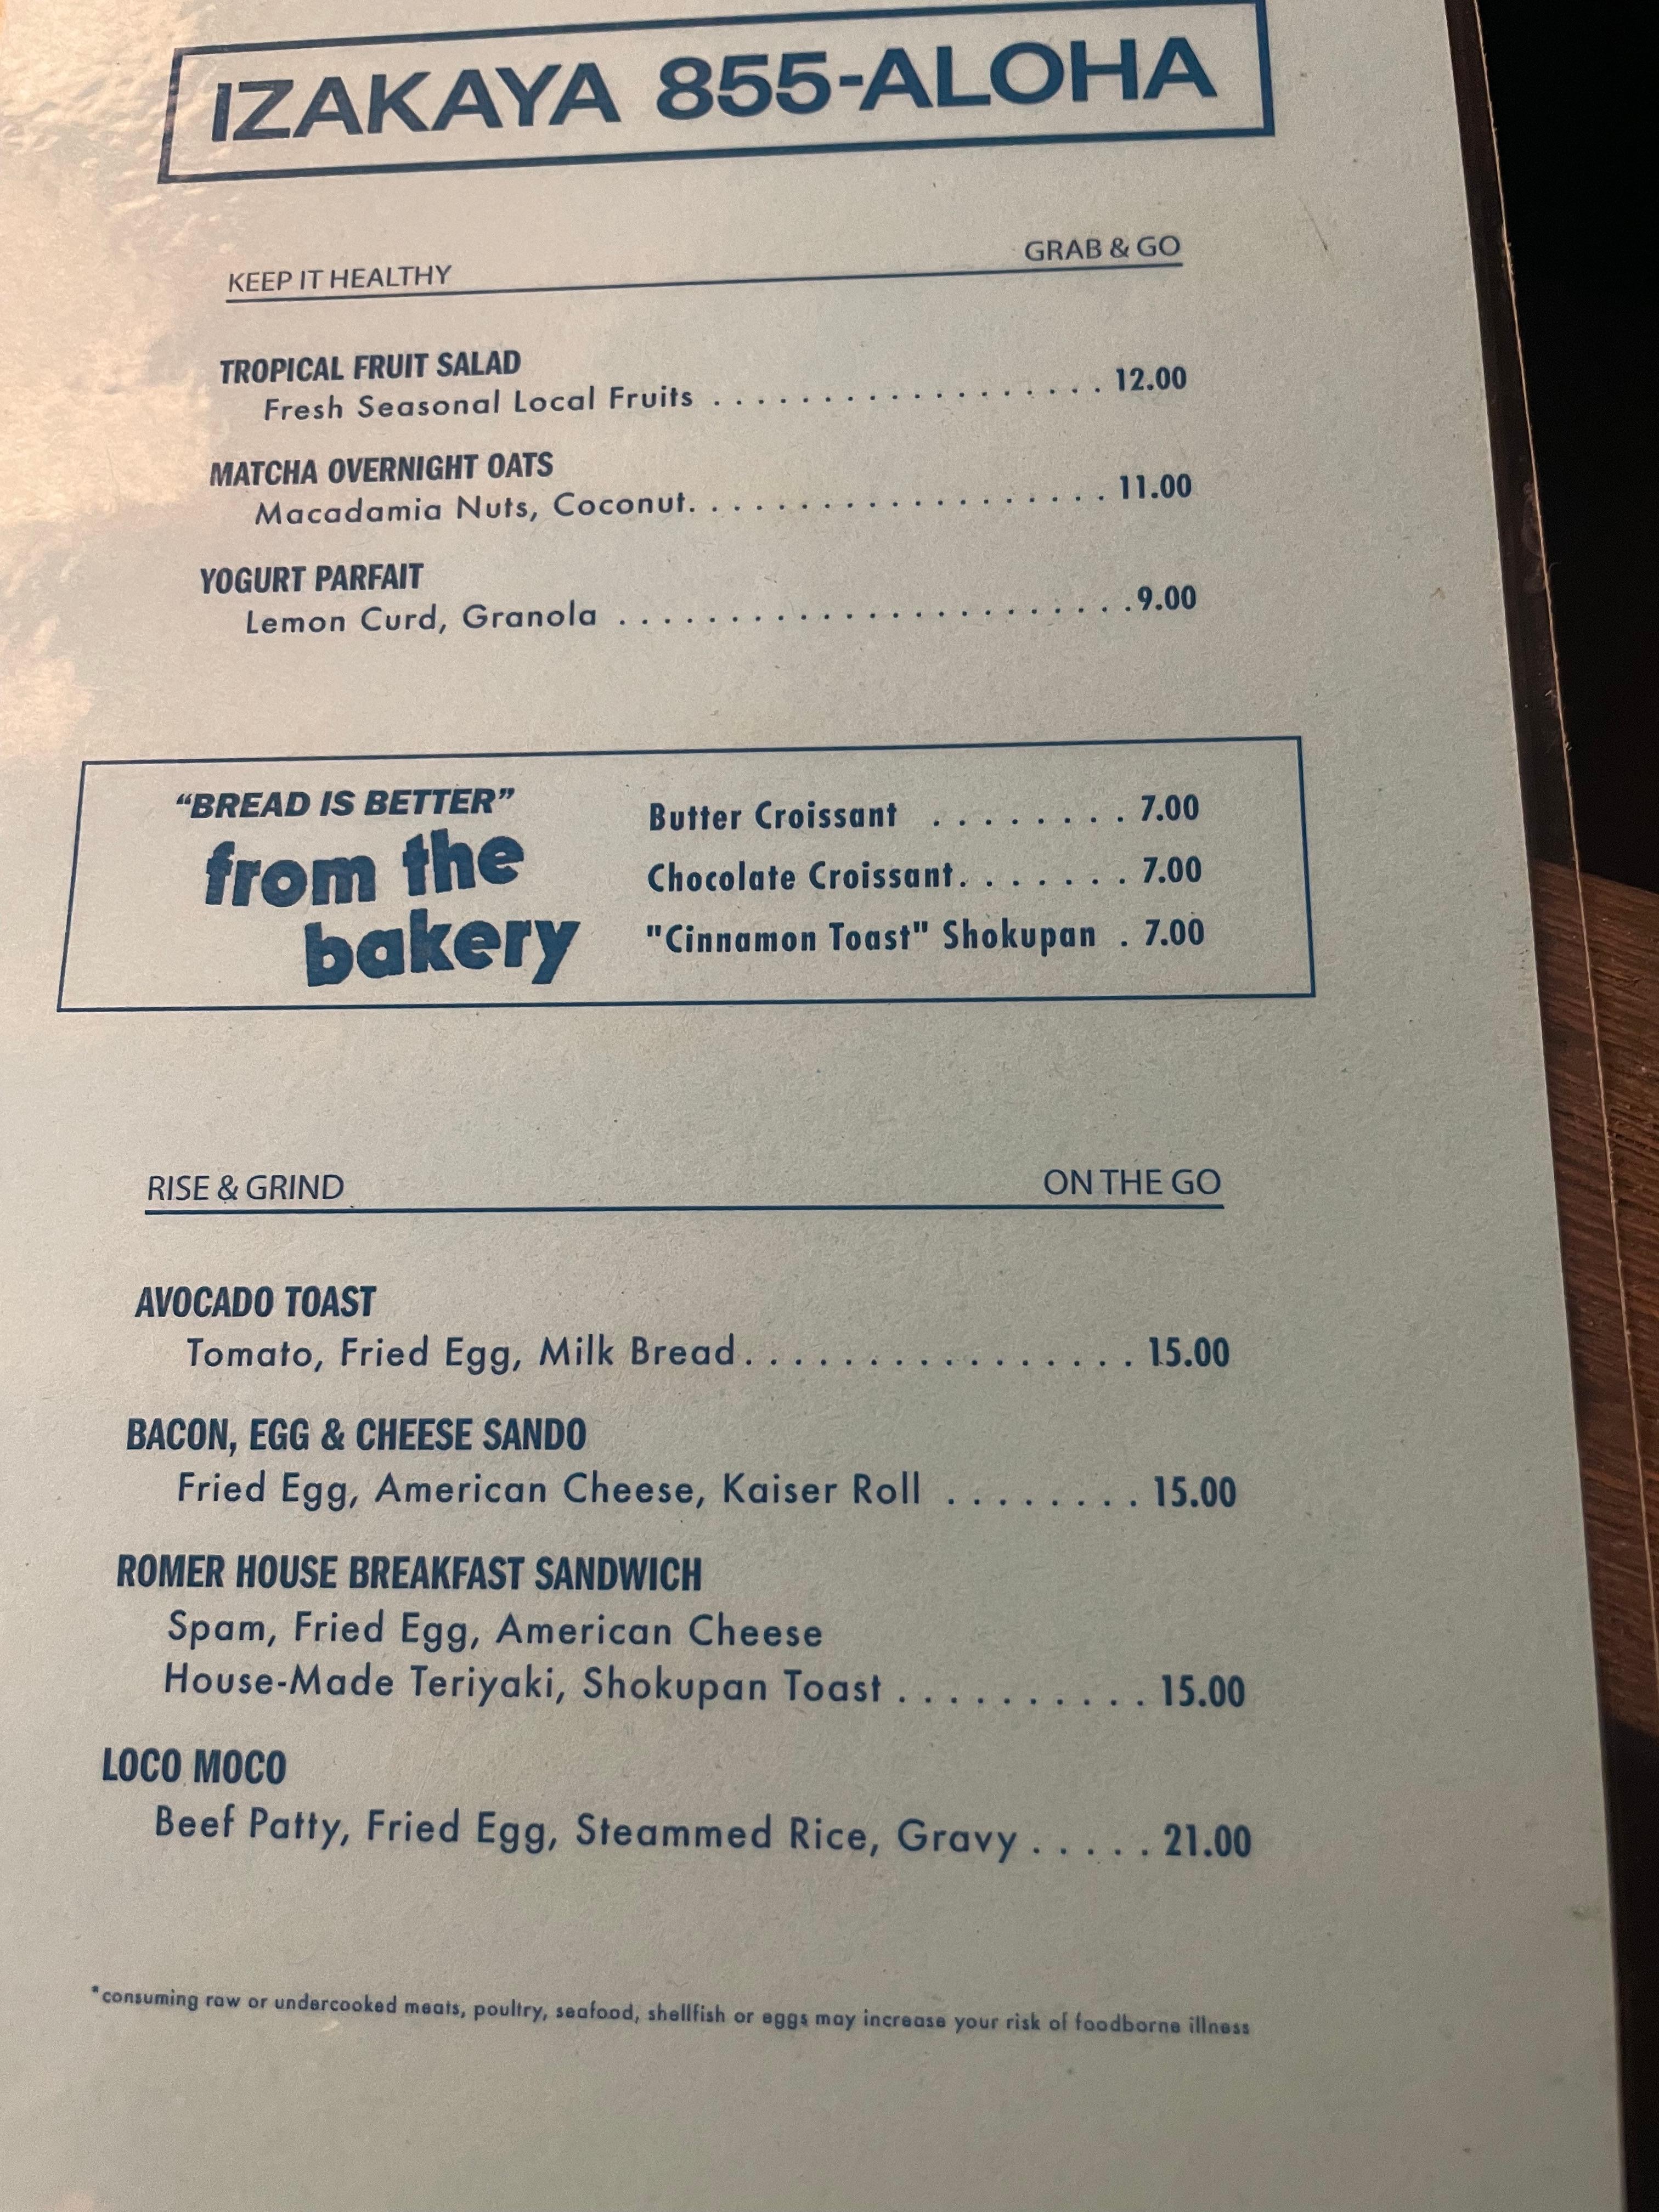 IZAKAYA 855-ALOHA
KEEP IT HEALTHY GRAB & GO
TROPICAL FRUIT SALAD
Fresh Seasonal Local Fruits . . . . . . . . . . . . . . . . . . 12.00
MATCHA OVERNIGHT OATS
Macadamia Nuts, Coconut. . . . . . . . . . . . . . . . . . . . 11.00
YOGURT PARFAIT
Lemon Curd, Granola . . . . . . . . . . . . . . . . . . . . . . . .9.00
“BREAD IS BETTER”
from the
bakery
Butter Croissant . . . . . . . . 7.00
Chocolate Croissant. . . . . . . 7.00
"Cinnamon Toast" Shokupan . 7.00
RISE & GRIND ON THE GO
AVOCADO TOAST
Tomato, Fried Egg, Milk Bread. . . . . . . . . . . . . . . . . 15.00
BACON, EGG & CHEESE SANDO
Fried Egg, American Cheese, Kaiser Roll . . . . . . . . 15.00
ROMER HOUSE BREAKFAST SANDWICH
Spam, Fried Egg, American Cheese
House-Made Teriyaki, Shokupan Toast . . . . . . . . . . 15.00
LOCO MOCO
Beef Patty, Fried Egg, Steammed Rice, Gravy . . . . . 21.00
*consuming raw or undercooked meats, poultry, seafood, shellfish or eggs may increase your risk of foodborne illness